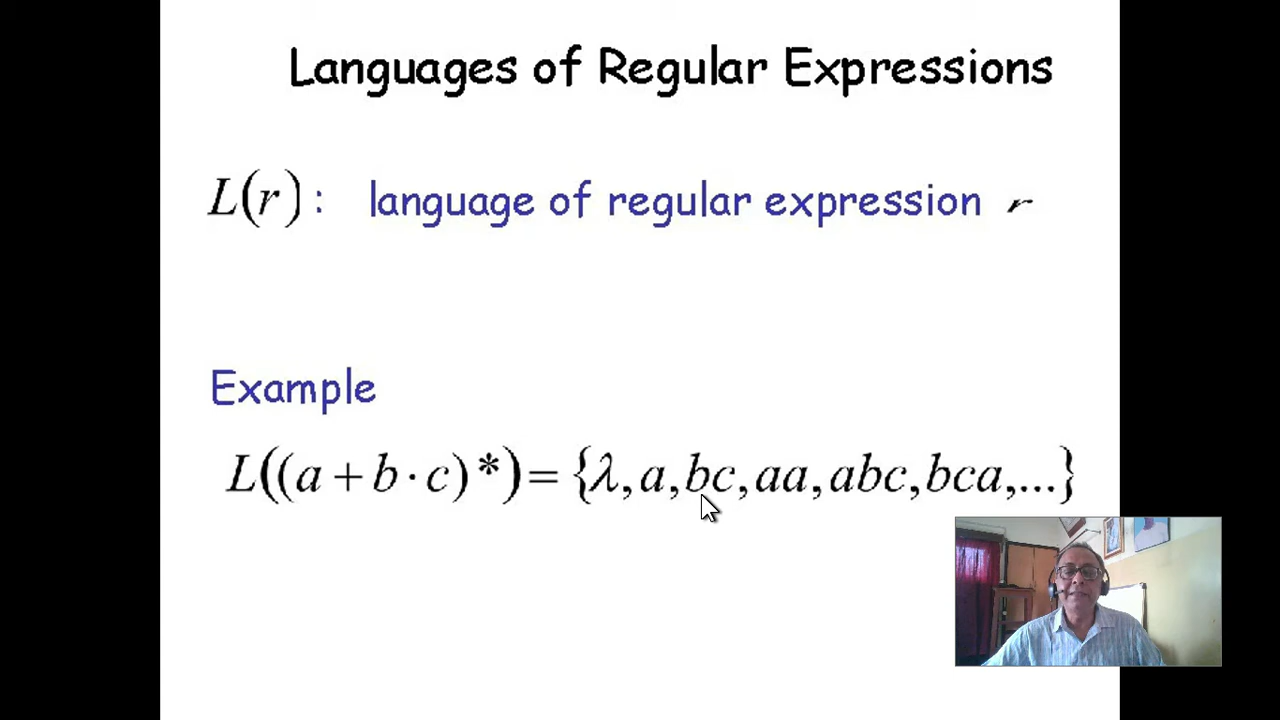 Languages of Regular Expressions
L(r) : language of regular expression r
Example
L((a + b · c) *) = {λ, a, bc, aa, abc, bca, ...}